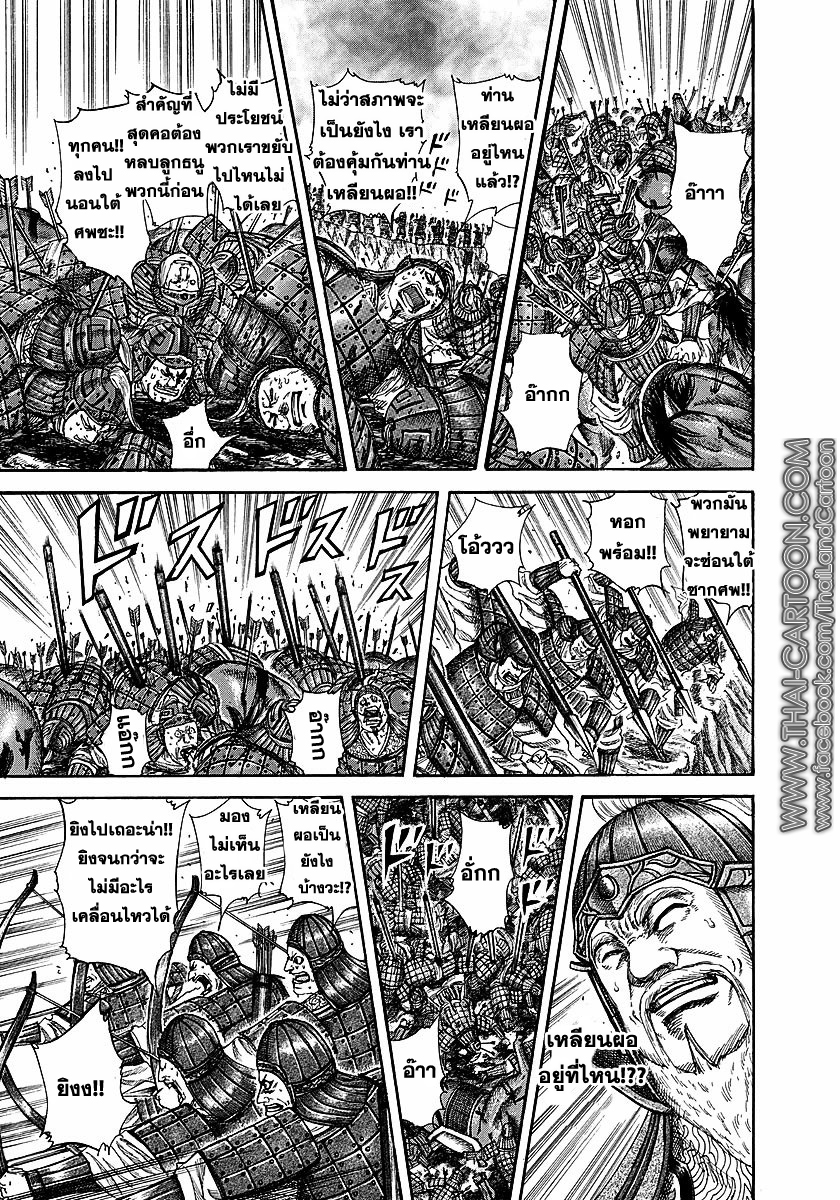 อ๊าาา
อ๊ากก
ท่าน
เหลียนผอ
อยู่ไหน
แล้ว!?
ไม่ว่าสภาพจะ
เป็นยังไง เรา
ต้องคุ้มกันท่าน
เหลียนผอ!!
ドドド
ไม่มี
ประโยชน์
พวกเราขยับ
ไปไหนไม่
ได้เลย
สำคัญที่
สุดคอต้อง
หลบลูกธนู
พวกนี้ก่อน
ทุกคน!!
ลงไป
นอนใต้
ศพซะ!!
อึ่ก
พวกมัน
พยายาม
จะซ่อนใต้
ซากศพ!!
หอก
พร้อม!!
โอ้ววว
ドス
ドス
ドス
อ๊ากก
แอ๊กก
เหลียนผอ
อยู่ที่ไหน!??
ドド
ドド
อั่กก
อ๊าา
เหลียน
ผอเป็น
ยังไง
บ้างวะ!?
มอง
ไม่เห็น
อะไรเลย
ยิงไปเถอะน่า!!
ยิงจนกว่าจะ
ไม่มีอะไร
เคลื่อนไหวได้
ยิงง!!
WWW.THAI-CARTOON.COM
www.facebook.com/ThaiLandCartoon